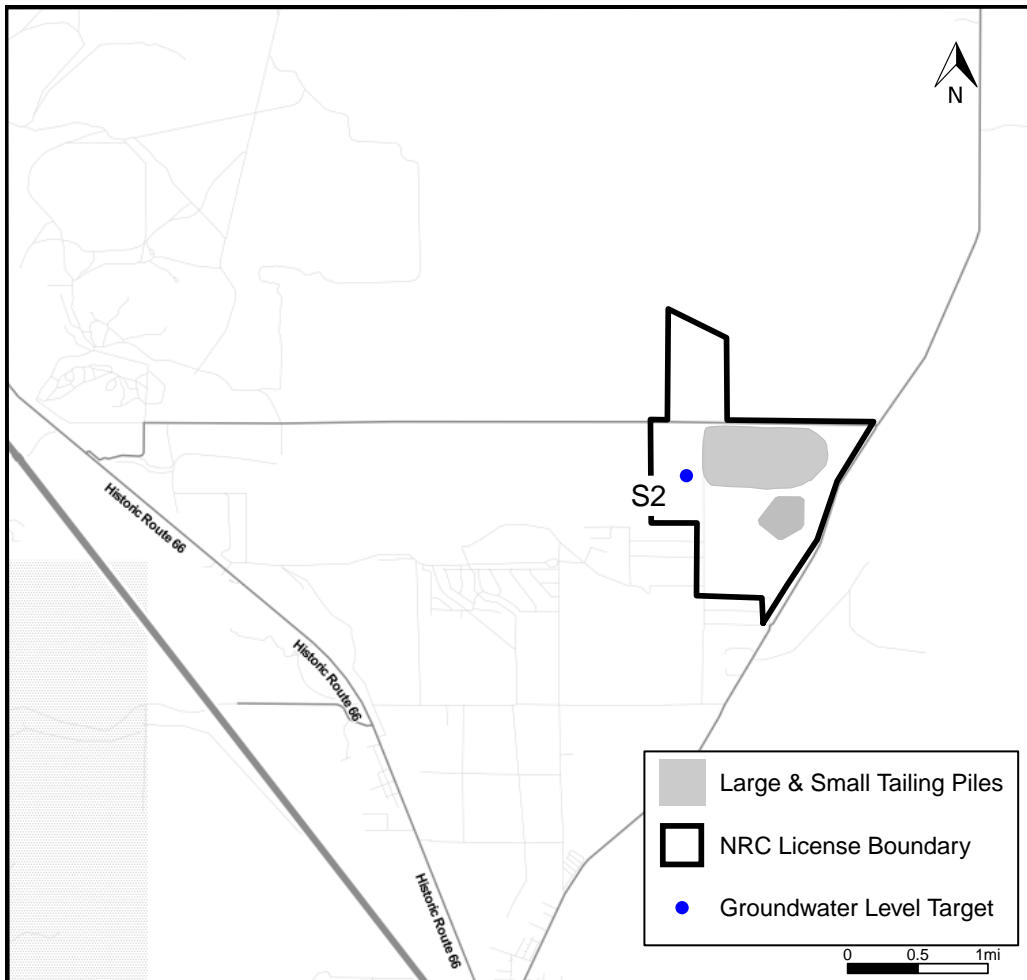 N
S2
Historic Route 66
Historic Route 66
Historic Route 66
Large & Small Tailing Piles
NRC License Boundary
Groundwater Level Target
0 0.5 1mi